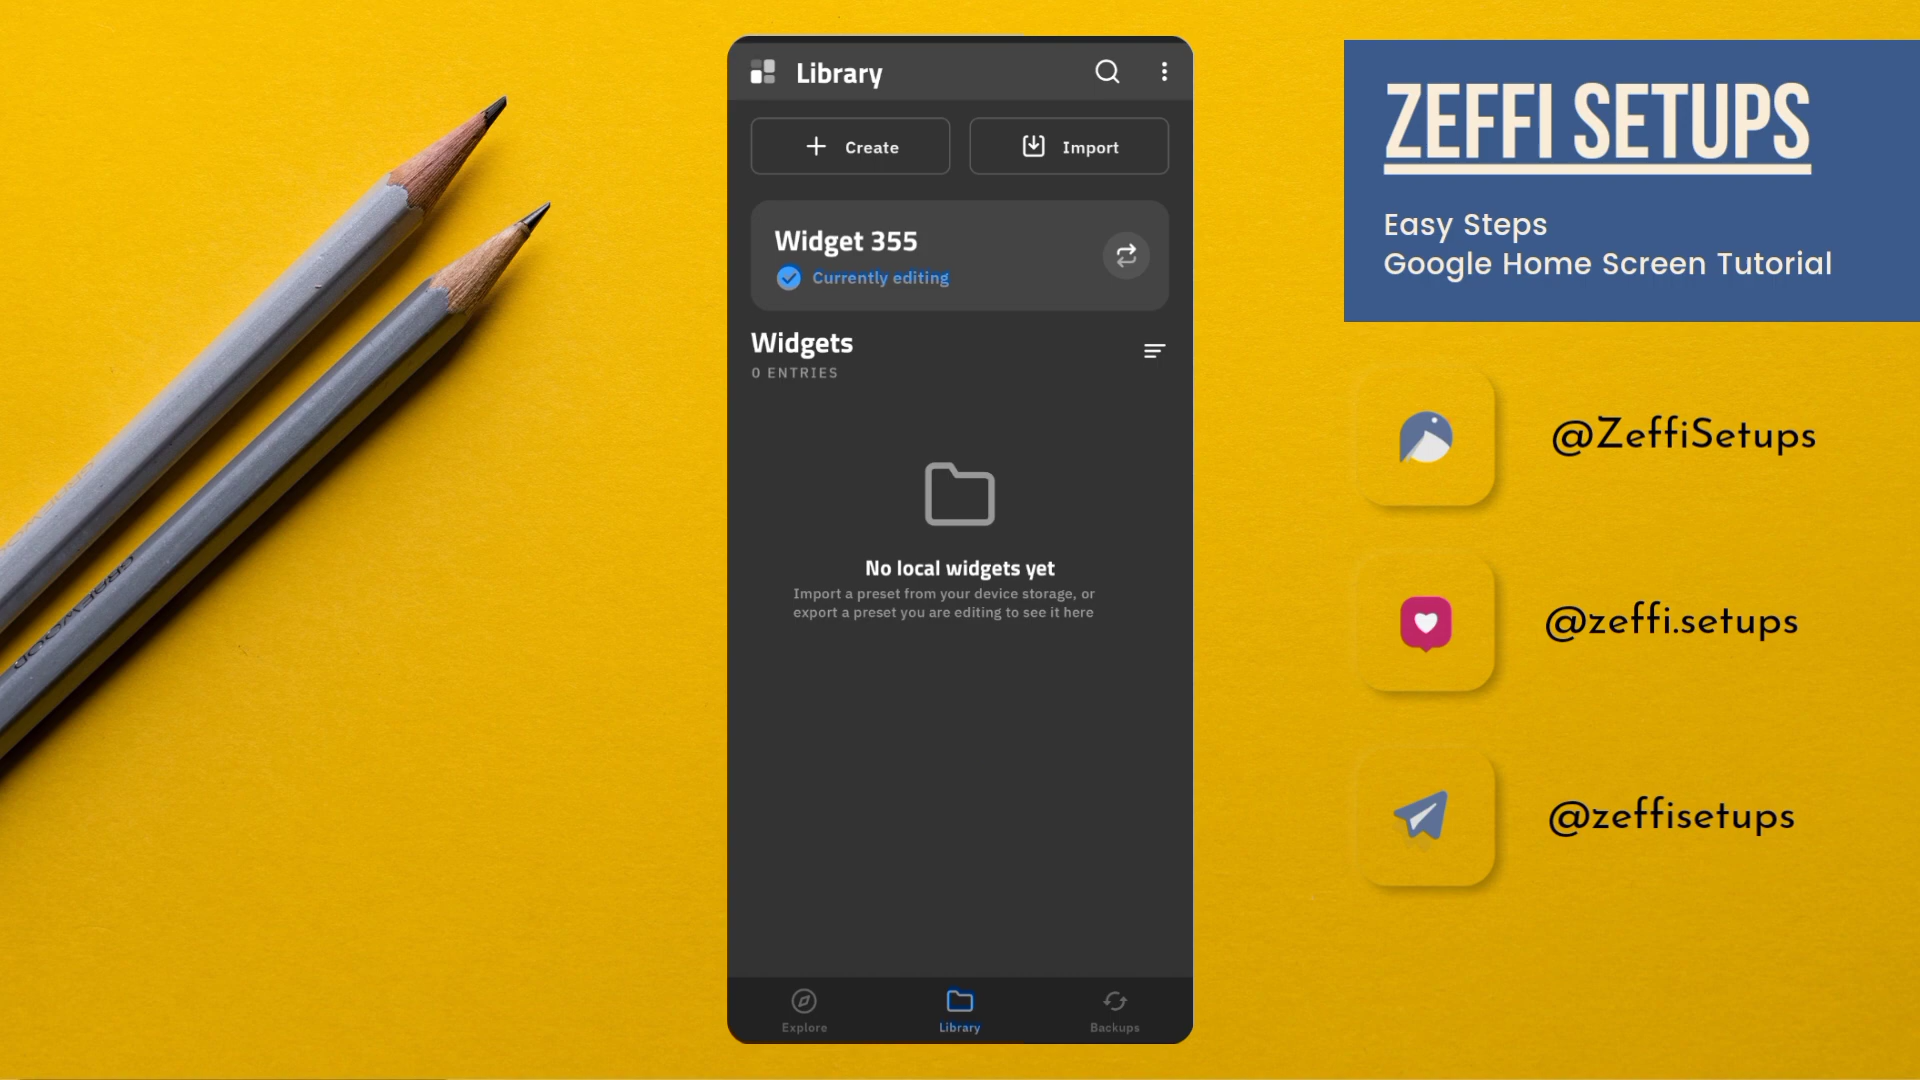 Library
Create
Import
Widget 355
Currently editing
Widgets
0 ENTRIES
No local widgets yet
Import a preset from your device storage, or
export a preset you are editing to see it here
Explore
Library
Backups
ZEFFI SETUPS
Easy Steps
Google Home Screen Tutorial
@ZeffiSetups
@zeffi.setups
@zeffisetups